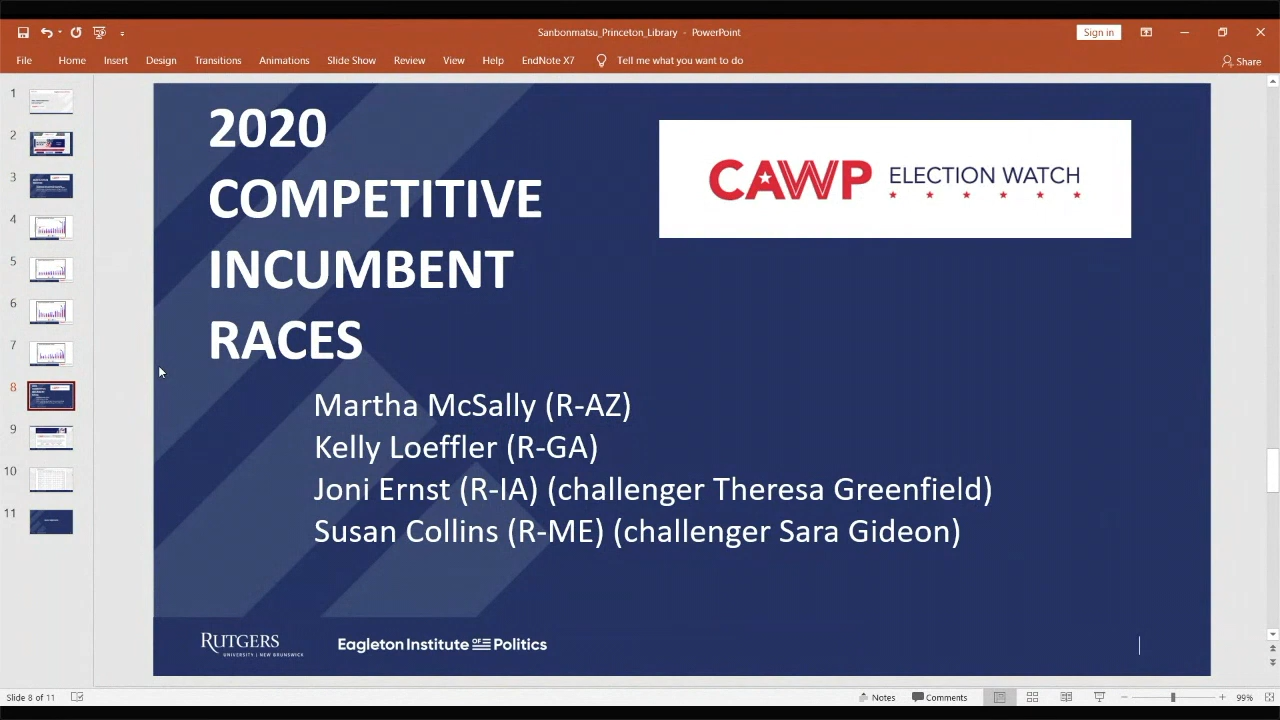 Sanbonmatsu_Princeton_Library - PowerPoint
Sign in
File Home Insert Design Transitions Animations Slide Show Review View Help EndNote X7 Tell me what you want to do
Share
1
2
3
4
5
6
7
8
9
10
11
2020
COMPETITIVE
INCUMBENT
RACES
CAWP ELECTION WATCH
Martha McSally (R-AZ)
Kelly Loeffler (R-GA)
Joni Ernst (R-IA) (challenger Theresa Greenfield)
Susan Collins (R-ME) (challenger Sara Gideon)
RUTGERS
UNIVERSITY | NEW BRUNSWICK
Eagleton Institute OF Politics
Slide 8 of 11
Notes
Comments
99%